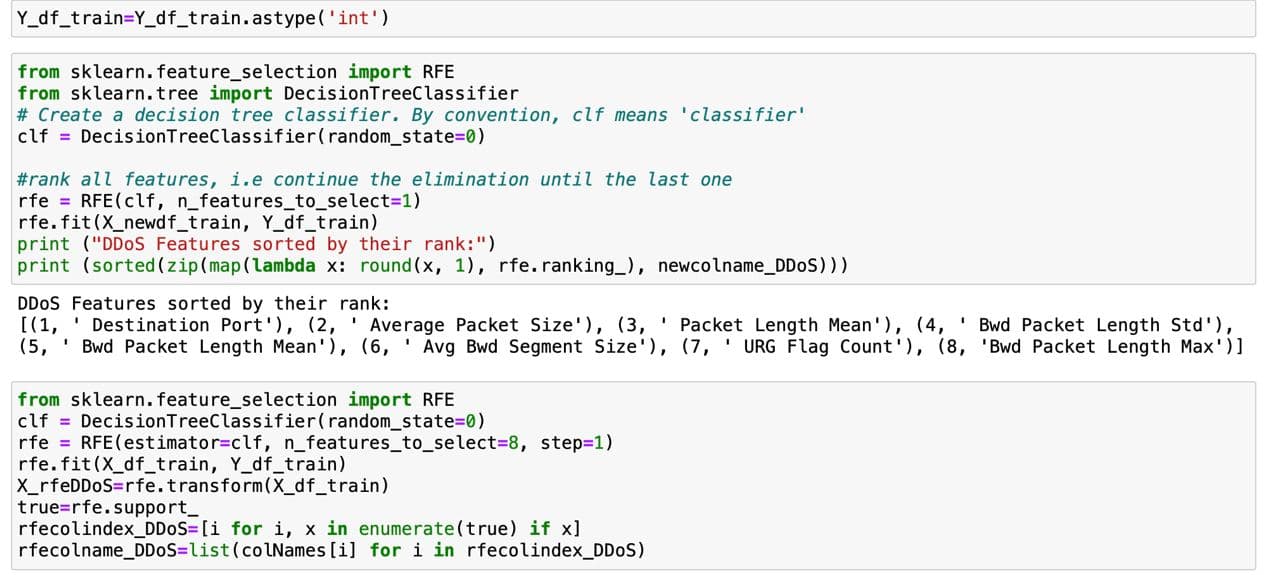 Y_df_train=Y_df_train.astype('int')
from sklearn.feature_selection import RFE
from sklearn.tree import DecisionTreeClassifier
# Create a decision tree classifier. By convention, clf means 'classifier'
clf = DecisionTreeClassifier(random_state=0)
#rank all features, i.e continue the elimination until the last one
rfe = RFE(clf, n_features_to_select=1)
rfe.fit(X_newdf_train, Y_df_train)
print ("DDoS Features sorted by their rank:")
print (sorted(zip(map(lambda x: round(x, 1), rfe.ranking_), newcolname_DDoS)))
DDoS Features sorted by their rank:
[(1, ' Destination Port'), (2, ' Average Packet Size'), (3, ' Packet Length Mean'), (4, ' Bwd Packet Length Std'),
(5, ' Bwd Packet Length Mean'), (6, ' Avg Bwd Segment Size'), (7, ' URG Flag Count'), (8, 'Bwd Packet Length Max')]
from sklearn.feature_selection import RFE
clf = DecisionTreeClassifier(random_state=0)
rfe = RFE(estimator=clf, n_features_to_select=8, step=1)
rfe.fit(X_df_train, Y_df_train)
X_rfeDDoS=rfe.transform(X_df_train)
true=rfe.support_
rfecolindex_DDoS=[i for i, x in enumerate(true) if x]
rfecolname_DDoS=list(colNames[i] for i in rfecolindex_DDoS)